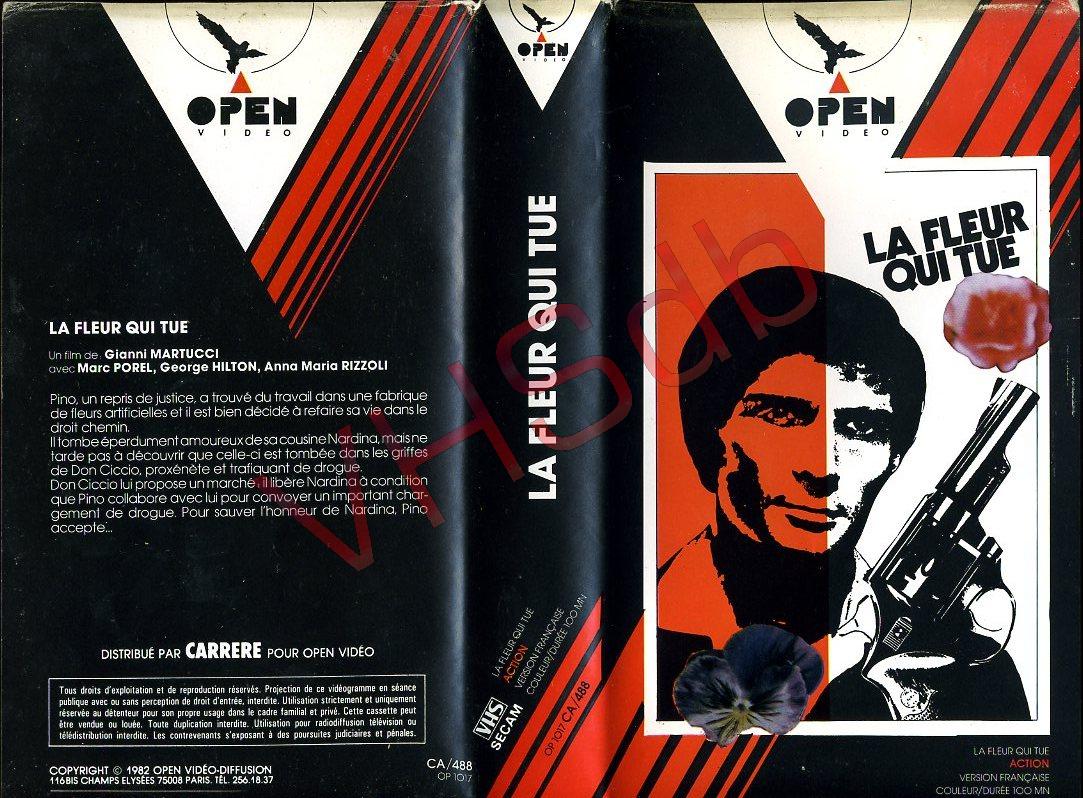 OPEN
VIDEO
LA FLEUR QUI TUE
Un film de: Gianni MARTUCCI
avec Marc POREL, George HILTON, Anna Maria RIZZOLI
Pino, un repris de justice, a trouvé du travail dans une fabrique
de fleurs artificielles et il est bien décidé à refaire sa vie dans le
droit chemin.
Il tombe éperdument amoureux de sa cousine Nardina, mais ne
tarde pas à découvrir que celle-ci est tombée dans les griffes
de Don Ciccio, proxénète et trafiquant de drogue.
Don Ciccio lui propose un marché: il libère Nardina à condition
que Pino collabore avec lui pour convoyer un important char-
gement de drogue. Pour sauver l'honneur de Nardina, Pino
accepte...
DISTRIBUÉ PAR CARRERE POUR OPEN VIDÉO
Tous droits d'exploitation et de reproduction réservés. Projection de ce vidéogramme en séance
publique avec ou sans perception de droit d'entrée, interdite. Utilisation strictement et uniquement
réservée au détenteur pour son propre usage dans le cadre familial et privé. Cette cassette peut
être vendue ou louée. Toute duplication interdite. Utilisation pour radiodiffusion télévision ou
télédistribution interdite. Les contrevenants s'exposent à des poursuites judiciaires et pénales.
COPYRIGHT © 1982 OPEN VIDÉO-DIFFUSION
116BIS CHAMPS ELYSÉES 75008 PARIS. TÉL. 256.18.37
CA/488
OP 1017
OPEN
VIDEO
LA FLEUR QUI TUE
LA FLEUR QUI TUE
ACTION
VERSION FRANÇAISE
COULEUR/DURÉE 100 MN
VHS
SECAM
OP 1017 CA/488
OPEN
VIDEO
LA FLEUR
QUI TUE
LA FLEUR QUI TUE
ACTION
VERSION FRANÇAISE
COULEUR/DURÉE 100 MN
VHSdb